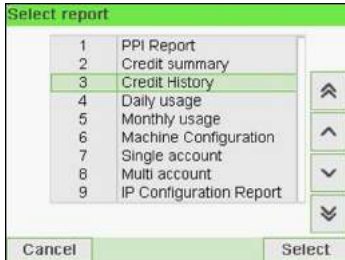 Select report
1 PPI Report
2 Credit summary
3 Credit History
4 Daily usage
5 Monthly usage
6 Machine Configuration
7 Single account
8 Multi account
9 IP Configuration Report
Cancel Select